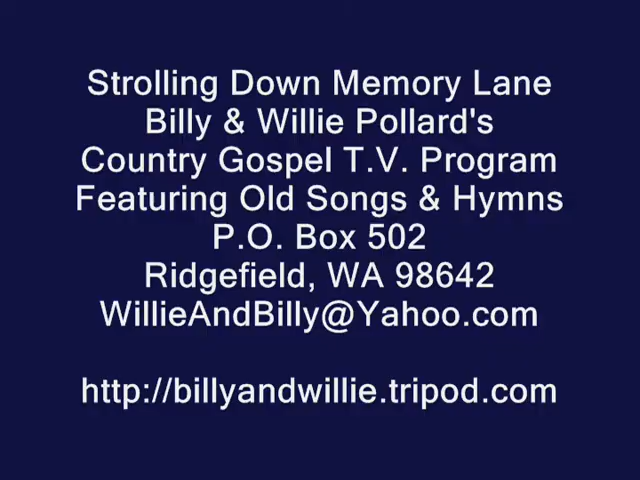 Strolling Down Memory Lane
Billy & Willie Pollard's
Country Gospel T.V. Program
Featuring Old Songs & Hymns
P.O. Box 502
Ridgefield, WA 98642
WillieAndBilly@Yahoo.com
http://billyandwillie.tripod.com